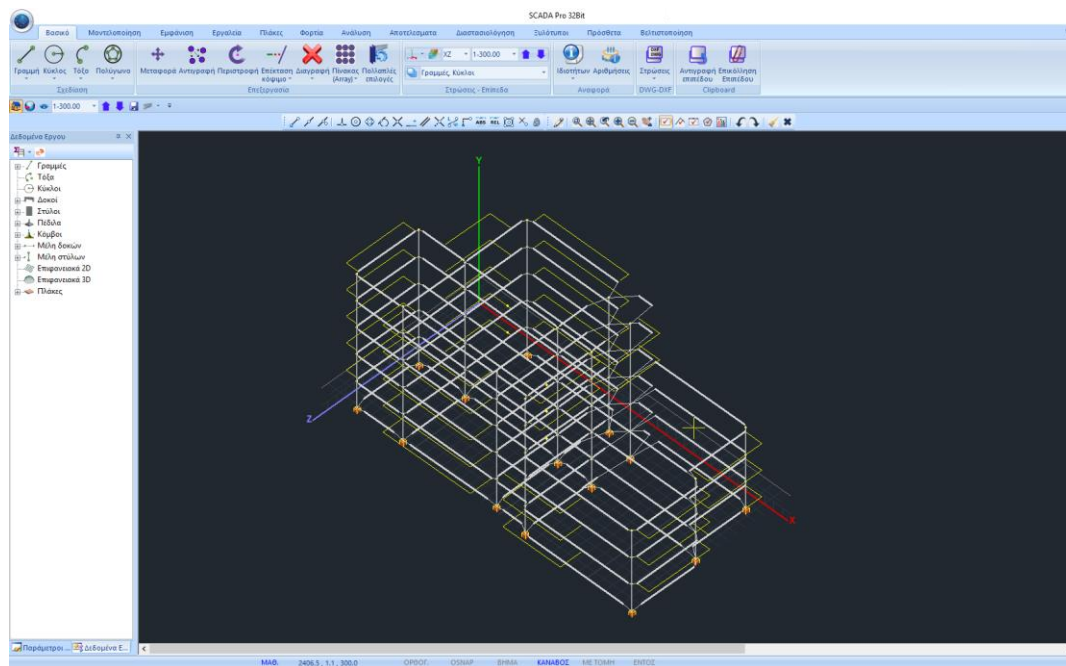 SCADA Pro 32Bit
Βασικό Μοντελοποίηση Εμφάνιση Εργαλεία Πλάκες Φορτία Ανάλυση Αποτελέσματα Διαστασιολόγηση Ξυλότυποι Πρόσθετα Βελτιστοποίηση
XZ 1-300.00
Γραμμή Κύκλος Τόξο Πολύγωνο Μεταφορά Αντιγραφή Περιστροφή Επέκταση κόψιμο Διαγραφή Πίνακας (Array) Πολλαπλές επιλογές Γραμμές, Κύκλοι Ιδιοτήτων Αριθμήσεις Στρώσεις Αντιγραφή επιπέδου Επικόλληση Επιπέδου
Σχεδίαση Επεξεργασία Στρώσεις - Επίπεδα Αναφορά DWG-DXF Clipboard
1-300.00
Δεδομένα Εργου
Γραμμές
Τόξα
Κύκλοι
Δοκοί
Στύλοι
Πέδιλα
Κόμβοι
Μέλη δοκών
Μέλη στύλων
Επιφανειακά 2D
Επιφανειακά 3D
Πλάκες
Y
Z
X
Παράμετροι ... Δεδομένα Ε...
ΜΑΘ. 2406.5 , 1.1 , 300.0 ΟΡΘΟΓ. OSNAP ΒΗΜΑ ΚΑΝΑΒΟΣ ΜΕ ΤΟΜΗ ΕΝΤΟΣ